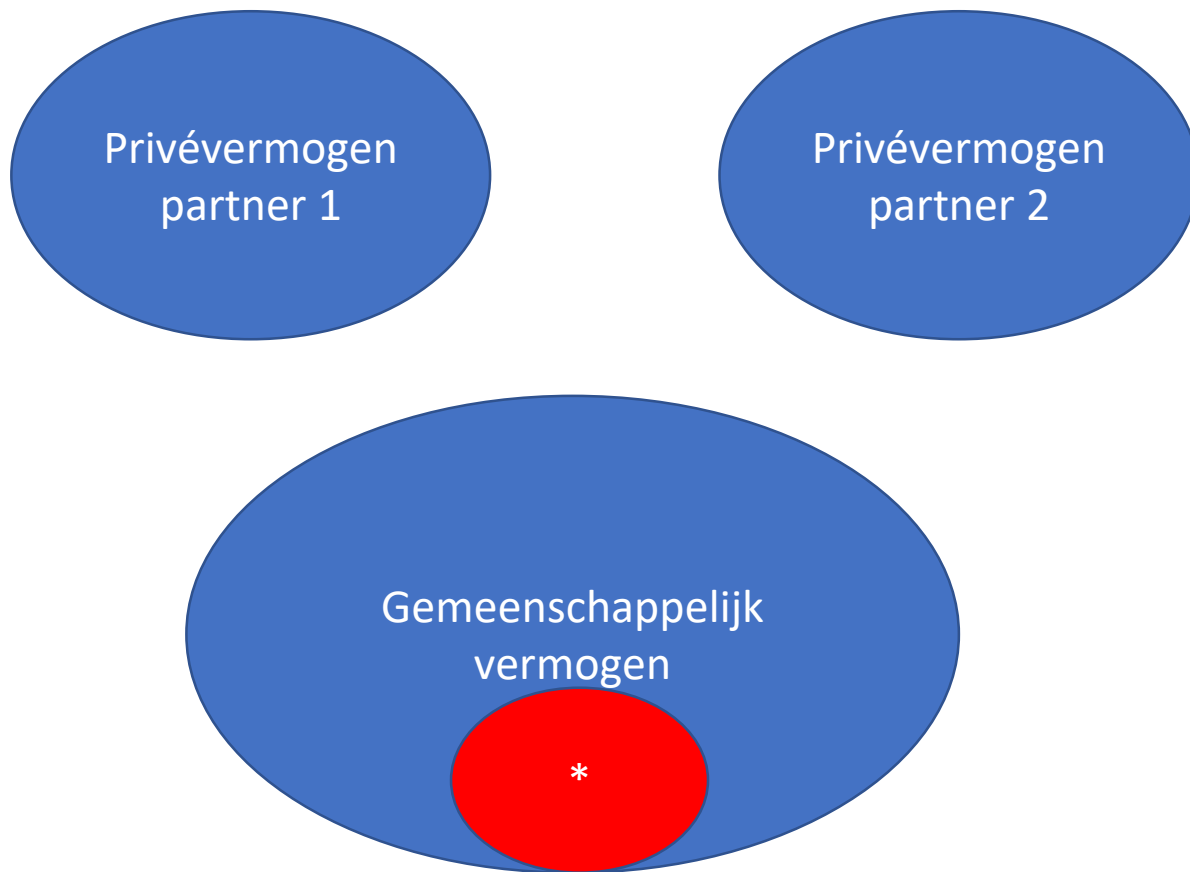 Privévermogen
partner 1
Privévermogen
partner 2
Gemeenschappelijk
vermogen
*